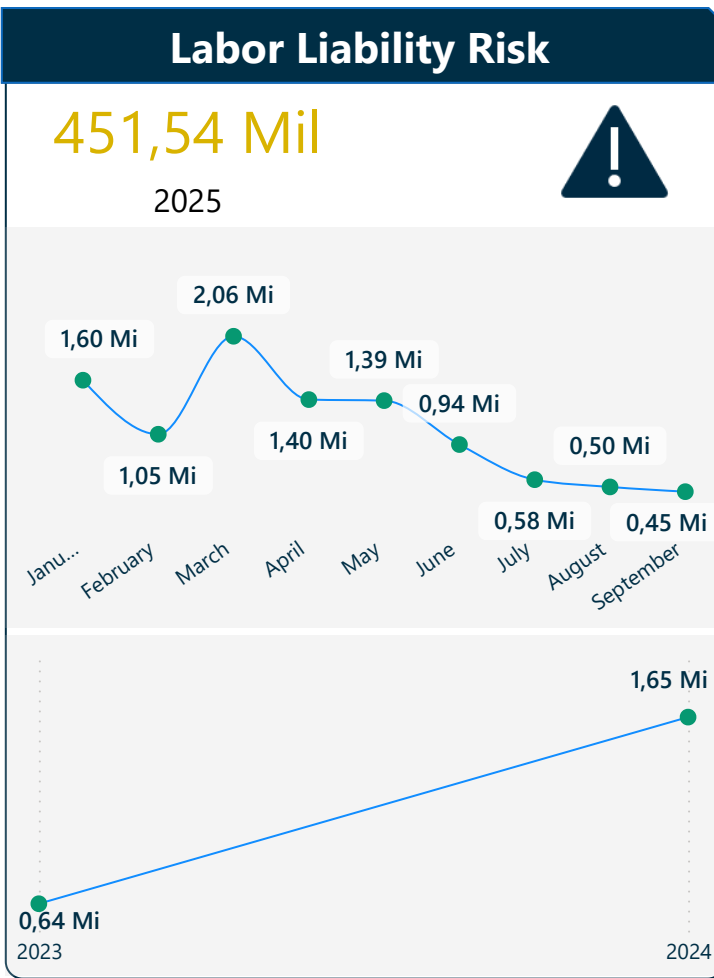 Labor Liability Risk
451,54 Mil
2025
2,06 Mi
1,60 Mi
1,39 Mi
0,94 Mi
1,40 Mi
0,50 Mi
1,05 Mi
0,58 Mi
0,45 Mi
Janu...
February
March
April
May
June
July
August
September
1,65 Mi
0,64 Mi
2023
2024